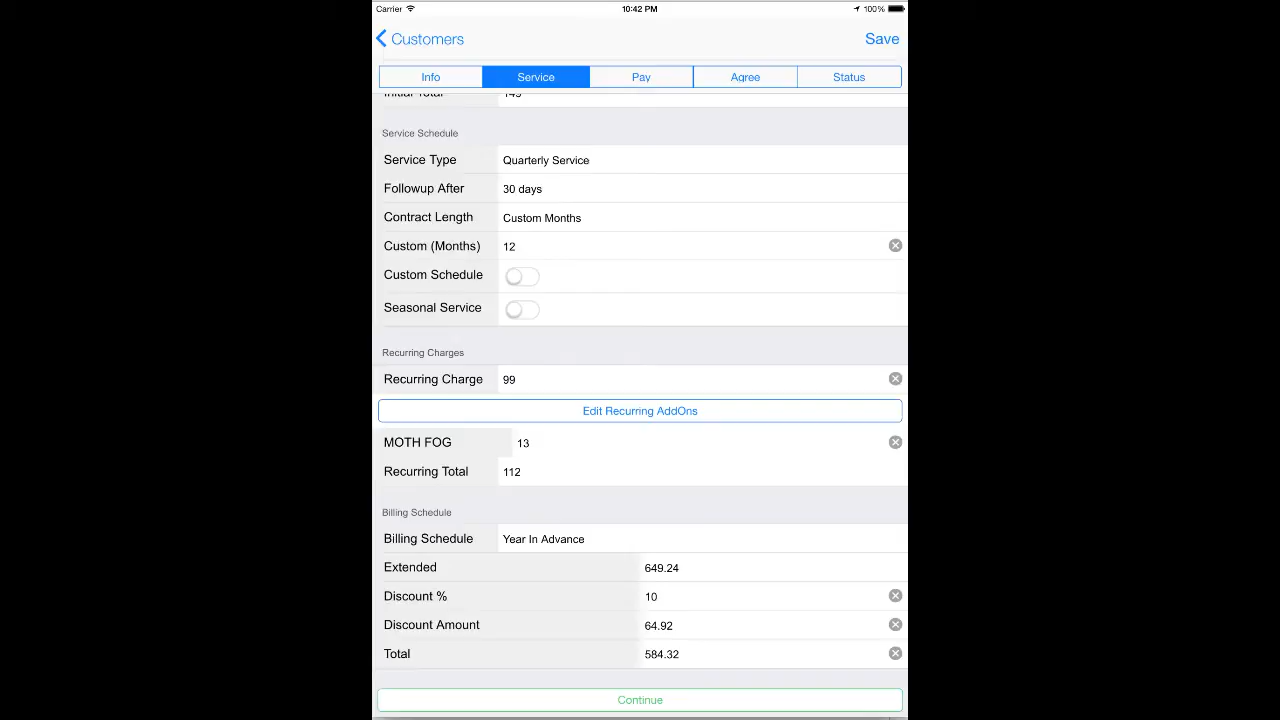 Carrier 10:42 PM 100%
Customers Save
Info Service Pay Agree Status
Initial Total 149
Service Schedule
Service Type Quarterly Service
Followup After 30 days
Contract Length Custom Months
Custom (Months) 12
Custom Schedule
Seasonal Service
Recurring Charges
Recurring Charge 99
Edit Recurring AddOns
MOTH FOG 13
Recurring Total 112
Billing Schedule
Billing Schedule Year In Advance
Extended 649.24
Discount % 10
Discount Amount 64.92
Total 584.32
Continue